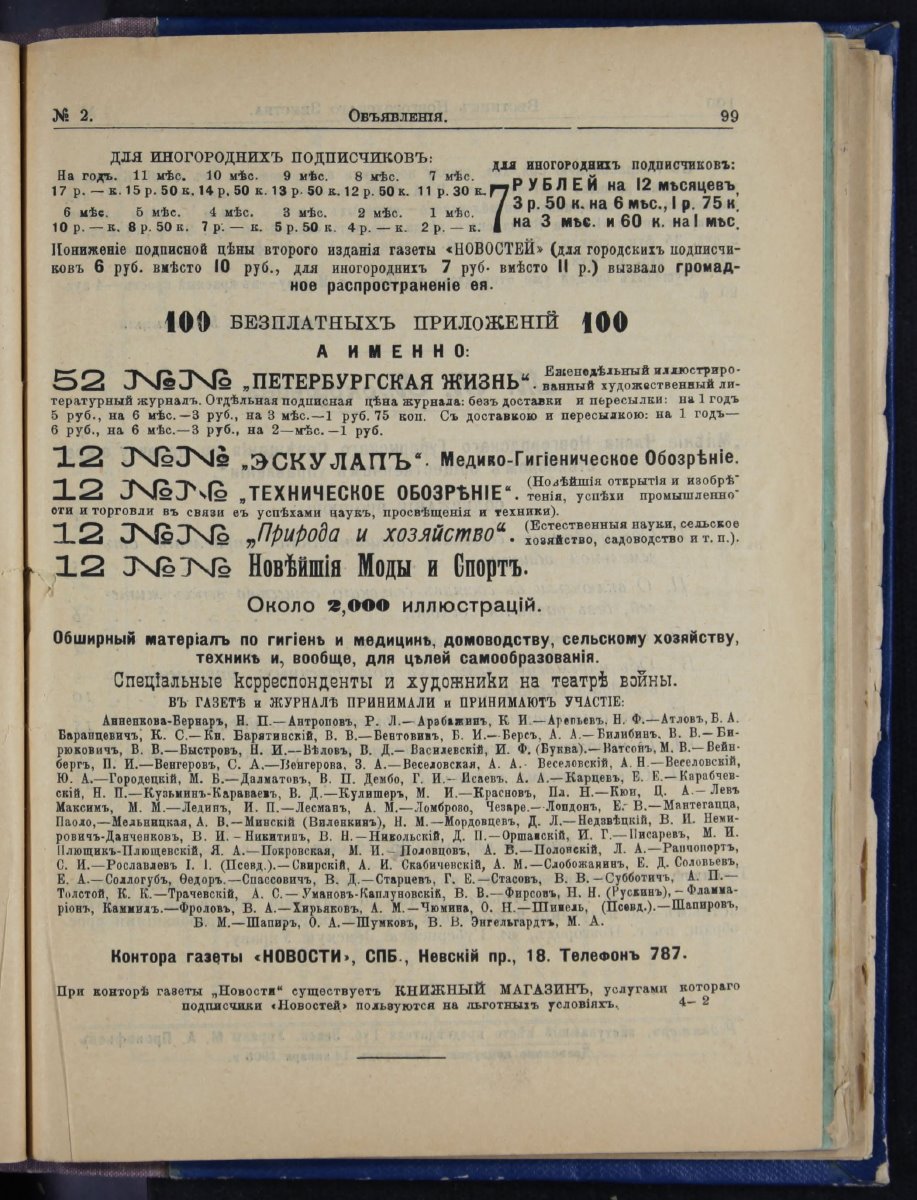 № 2.
Объявленія.
99
ДЛЯ ИНОГОРОДНИХЪ ПОДПИСЧИКОВЪ:
На годъ. 11 мѣс. 10 мѣс. 9 мѣс. 8 мѣс. 7 мѣс.
17 р. — к. 15 р. 50 к. 14 р, 50 к. 13 р. 50 к. 12 р. 50 к. 11 р. 30 к.
6 мѣс. 5 мѣс. 4 мѣс. 3 мѣс. 2 мѣс. 1 мѣс.
10 р. — к. 8 р. 50 к. 7 р. — к. 5 р. 50 к. 4 р. — к. 2 р. — к.
для иногороднихъ подписчиковъ:
7 РУБЛЕЙ на 12 мѣсяцевъ,
3 р. 50 к. на 6 мѣс., 1 р. 75 к.
на 3 мѣс. и 60 к. на 1 мѣс.
Пониженіе подписной цѣны второго изданія газеты «НОВОСТЕЙ» (для городскихъ подписчи-
ковъ 6 руб. вмѣсто 10 руб., для иногороднихъ 7 руб. вмѣсто 11 р.) вызвало громад-
ное распространеніе ея.
100 БЕЗПЛАТНЫХЪ ПРИЛОЖЕНІЙ 100
А ИМЕННО:
52 №№ „ПЕТЕРБУРГСКАЯ ЖИЗНЬ“. Еженедѣльный иллюстриро-
ванный художественный ли-
тературный журналъ. Отдѣльная подписная цѣна журнала: безъ доставки и пересылки: на 1 годъ
5 руб., на 6 мѣс.—3 руб., на 3 мѣс.—1 руб. 75 коп. Съ доставкою и пересылкою: на 1 годъ—
6 руб., на 6 мѣс.—3 руб., на 2—мѣс.—1 руб.
12 №№ „ЭСКУЛАПЪ“. Медико-Гигіеническое Обозрѣніе.
12 №№ „ТЕХНИЧЕСКОЕ ОБОЗРѢНІЕ“. (Новѣйшія открытія и изобрѣ-
тенія, успѣхи промышленно-
сти и торговли въ связи съ успѣхами наукъ, просвѣщенія и техники).
12 №№ „Природа и хозяйство“. (Естественныя науки, сельское
хозяйство, садоводство и т. п.).
12 №№ Новѣйшія Моды и Спортъ.
Около 2,000 иллюстрацій.
Обширный матеріалъ по гигіенѣ и медицинѣ, домоводству, сельскому хозяйству,
техникѣ и, вообще, для цѣлей самообразованія.
Спеціальные корреспонденты и художники на театрѣ войны.
ВЪ ГАЗЕТѢ и ЖУРНАЛѢ ПРИНИМАЛИ и ПРИНИМАЮТЪ УЧАСТІЕ:
Анненкова-Бернаръ, Н. П.—Антроповъ, Р. Л.—Арабажинъ, К. И—Арепьевъ, Н. Ф.—Атловъ, Б. А.
Баранцевичъ, К. С.—Кн. Барятинскій, В. В.—Вентовинъ, Б. И.—Берсъ, А. А.—Билибинъ, В. В.—Би-
рюковичъ, В. В.—Быстровъ, Н. И.—Бѣловъ, В. Д.— Василевскій, И. Ф. (Буква).—Ватсонъ, М. В.—Вейн-
бергъ, П. И.—Венгеровъ, С. А.—Венгерова, З. А.—Веселовская, А. А.- Веселовскій, А. Н.—Веселовскій,
Ю. А.—Городецкій, М. Б.—Далматовъ, В. П. Дембо, Г. И.— Исаевъ, А. А.—Карцевъ, Е. Е.—Карабчев-
скій, Н. П.—Кузьминъ-Караваевъ, В. Д.—Кулишеръ, М. И.—Красновъ, Пл. Н.—Кюи, Ц. А.—Левъ
Максимъ, М. М.—Лединъ, И. П.—Лесманъ, А. М.—Ломброзо, Чезаре.—Лондонъ, Е. В.—Мантегацца,
Паоло,—Мельницкая, А. В.—Минскій (Виленкинъ), Н. М.—Мордовцевъ, Д. Л.—Недзвѣцкій, В. И. Неми-
ровичъ-Данченковъ, В. И.—Никитинъ, В. Н.—Никольскій, Д. П.—Оршанскій, И. Г.—Писаревъ, М. И.
Плющикъ-Плющевскій, Я. А.—Покровская, М. И.—Половцовъ, А. В.—Полонскій, Л. А.—Рапчопортъ,
С. И.—Рославлевъ I. I. (Псевд.).—Свирскій, А. И. Скабичевскій, А. М.—Слобожанинъ, Е. Д. Соловьевъ,
Е. А.—Соллогубъ, Ѳедоръ.—Спассовичъ, В. Д.—Старцевъ, Г. Е.—Стасовъ, В. В.—Субботичъ, А. П.—
Толстой, К. К.—Трачевскій, А. С.—Умановъ-Каплуновскій, В. В.—Фирсовъ, Н. Н. (Рускинъ),—Фламма-
ріонъ, Каммилъ.—Фроловъ, В. А.—Хирьяковъ, А. М.—Чюмина, О. Н.—Шипель, (Псевд.).—Шапировъ,
Б. М.—Шапир, О. А.—Шумковъ, В. В. Энгельгардтъ, М. А.
Контора газеты «НОВОСТИ», СПБ., Невскій пр., 18. Телефонъ 787.
При конторѣ газеты „Новости“ существуетъ КНИЖНЫЙ МАГАЗИНЪ, услугами котораго
подписчики «Новостей» пользуются на льготныхъ условіяхъ.
4—2